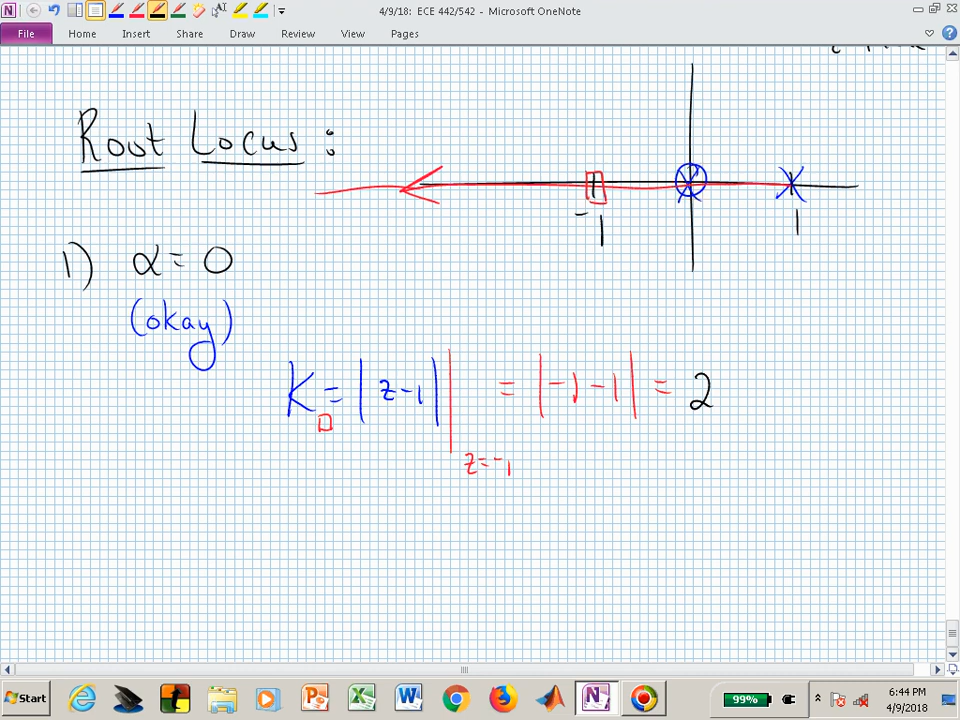 4/9/18: ECE 442/542 - Microsoft OneNote
File Home Insert Share Draw Review View Pages
Root Locus:
-1
1
1) α = 0
(okay)
K□ = |z-1| |z=-1 = |-1-1| = 2
Start
99%
6:44 PM
4/9/2018